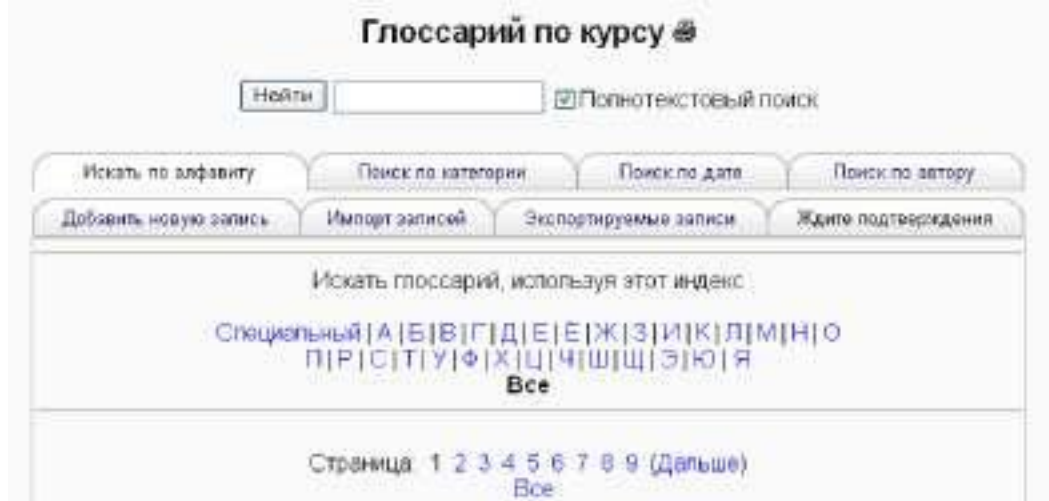 Глоссарий по курсу
Найти Полнотекстовый поиск
Искать по алфавиту Поиск по категории Поиск по дате Поиск по автору
Добавить новую запись Импорт записей Экспортируемые записи Ждите подтверждения
Искать глоссарий, используя этот индекс
Специальный | А | Б | В | Г | Д | Е | Ё | Ж | З | И | К | Л | М | Н | О
П | Р | С | Т | У | Ф | Х | Ц | Ч | Ш | Щ | Э | Ю | Я
Все
Страница: 1 2 3 4 5 6 7 8 9 (Дальше)
Все